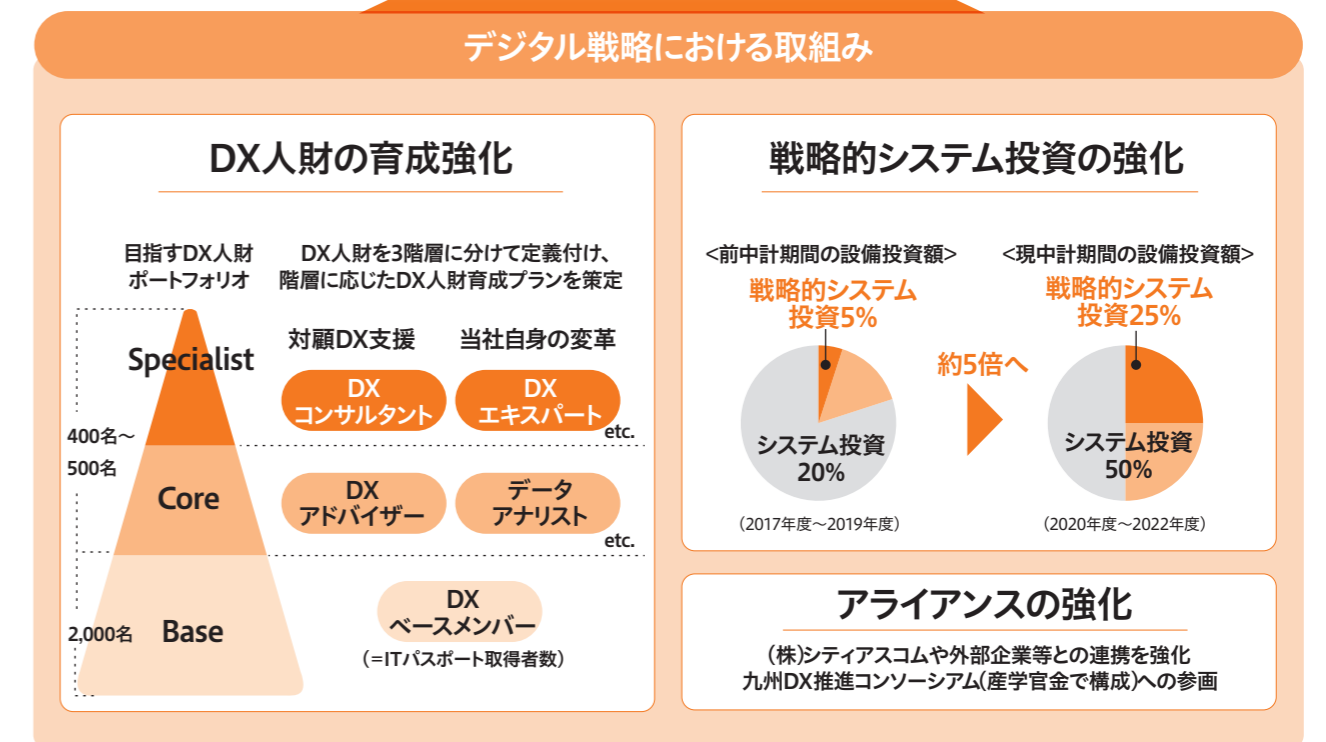 デジタル戦略における取組み
DX人財の育成強化
目指すDX人財
ポートフォリオ
DX人財を3階層に分けて定義付け、
階層に応じたDX人財育成プランを策定
対顧DX支援
当社自身の変革
Specialist
DX
コンサルタント
DX
エキスパート
etc.
400名～
500名
Core
DX
アドバイザー
データ
アナリスト
etc.
2,000名
Base
DX
ベースメンバー
（＝ITパスポート取得者数）
戦略的システム投資の強化
<前中計期間の設備投資額>
戦略的システム
投資5%
システム投資
20%
（2017年度～2019年度）
約5倍へ
<現中計期間の設備投資額>
戦略的システム
投資25%
システム投資
50%
（2020年度～2022年度）
アライアンスの強化
（株）シティアスコムや外部企業等との連携を強化
九州DX推進コンソーシアム（産学官金で構成）への参画